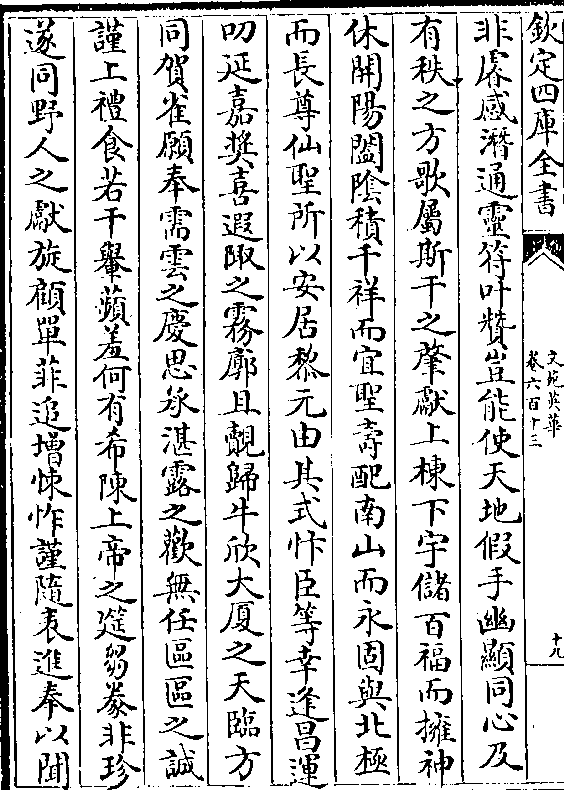 欽定四庫全書
文苑英華
卷六百十三
十九
非睿感潛通靈符叶贊豈能使天地假手幽顯同心及
有秩之方歌屬斯干之肇獻上棟下宇儲百福而擁神
休開陽闔陰積千祥而宜聖壽配南山而永固與北極
而長尊仙聖所以安居黎元由其式忭臣等幸逢昌運
叨延嘉奬喜遐陬之霧廓且覩歸牛欣大厦之天臨方
同賀雀願奉需雲之慶思承湛露之歡無任區區之誠
謹上禮食若干轝蘋羞何有希陳上帝之筵芻豢非珍
遂同野人之獻旋顧單菲追增悚怍謹隨表進奉以聞